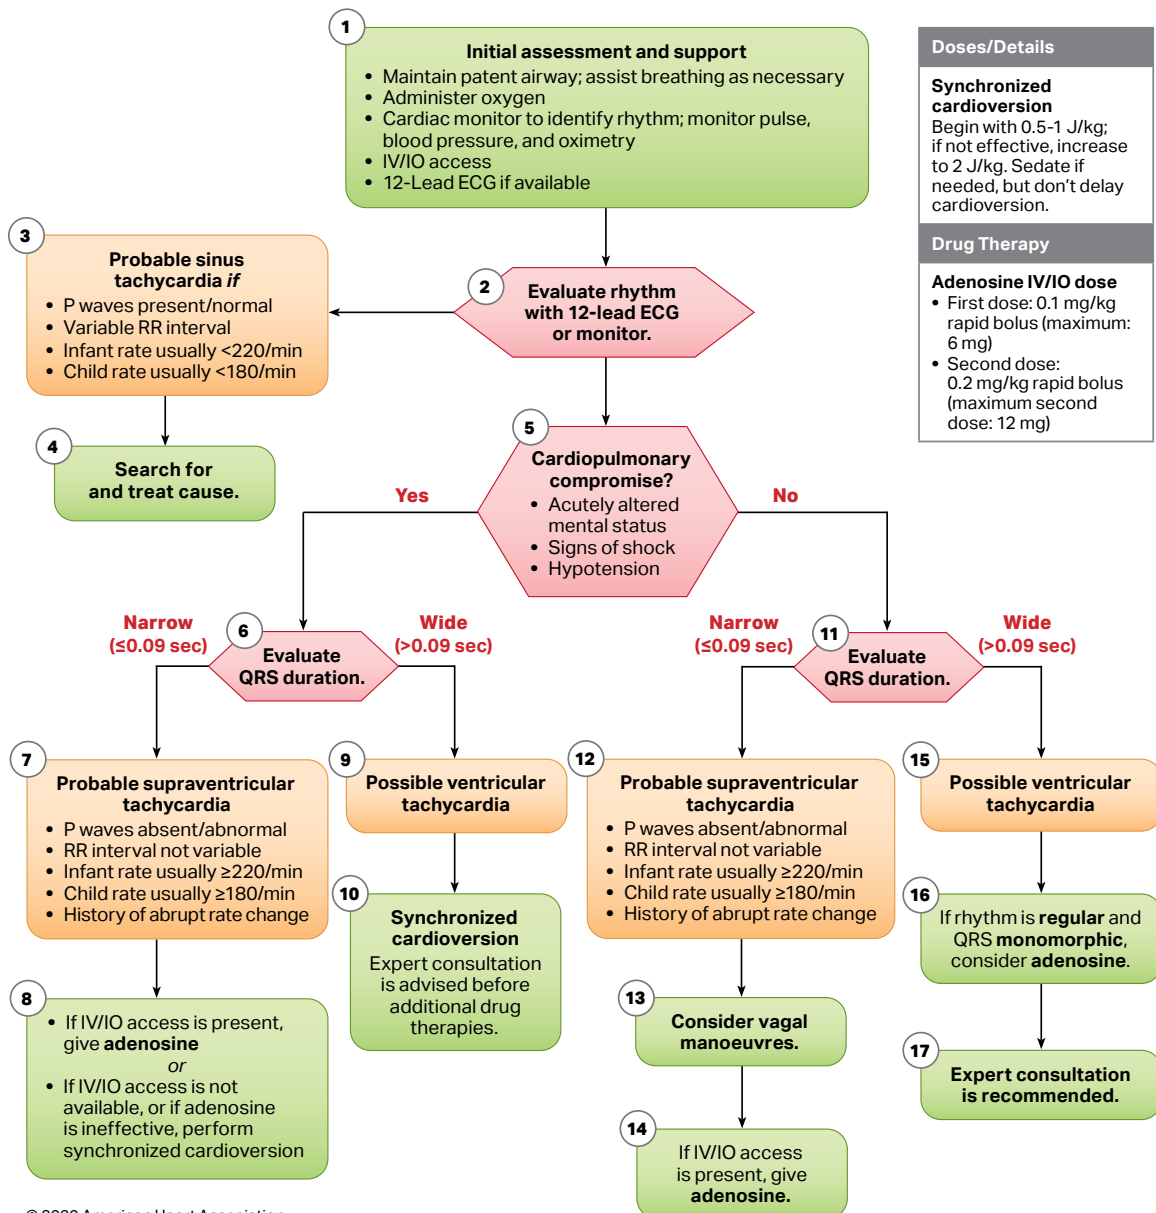 1
Initial assessment and support
• Maintain patent airway; assist breathing as necessary
• Administer oxygen
• Cardiac monitor to identify rhythm; monitor pulse,
blood pressure, and oximetry
• IV/IO access
• 12-Lead ECG if available
Doses/Details
Synchronized
cardioversion
Begin with 0.5-1 J/kg;
if not effective, increase
to 2 J/kg. Sedate if
needed, but don't delay
cardioversion.
Drug Therapy
Adenosine IV/IO dose
• First dose: 0.1 mg/kg
rapid bolus (maximum:
6 mg)
• Second dose:
0.2 mg/kg rapid bolus
(maximum second
dose: 12 mg)
2
Evaluate rhythm
with 12-lead ECG
or monitor.
3
Probable sinus
tachycardia if
• P waves present/normal
• Variable RR interval
• Infant rate usually <220/min
• Child rate usually <180/min
4
Search for
and treat cause.
5
Cardiopulmonary
compromise?
• Acutely altered
mental status
• Signs of shock
• Hypotension
Yes
No
6
Evaluate
QRS duration.
Narrow
(≤0.09 sec)
Wide
(>0.09 sec)
7
Probable supraventricular
tachycardia
• P waves absent/abnormal
• RR interval not variable
• Infant rate usually ≥220/min
• Child rate usually ≥180/min
• History of abrupt rate change
8
• If IV/IO access is present,
give adenosine
or
• If IV/IO access is not
available, or if adenosine
is ineffective, perform
synchronized cardioversion
9
Possible ventricular
tachycardia
10
Synchronized
cardioversion
Expert consultation
is advised before
additional drug
therapies.
11
Evaluate
QRS duration.
Narrow
(≤0.09 sec)
Wide
(>0.09 sec)
12
Probable supraventricular
tachycardia
• P waves absent/abnormal
• RR interval not variable
• Infant rate usually ≥220/min
• Child rate usually ≥180/min
• History of abrupt rate change
13
Consider vagal
manoeuvres.
14
If IV/IO access
is present, give
adenosine.
15
Possible ventricular
tachycardia
16
If rhythm is regular and
QRS monomorphic,
consider adenosine.
17
Expert consultation
is recommended.
American Heart Association